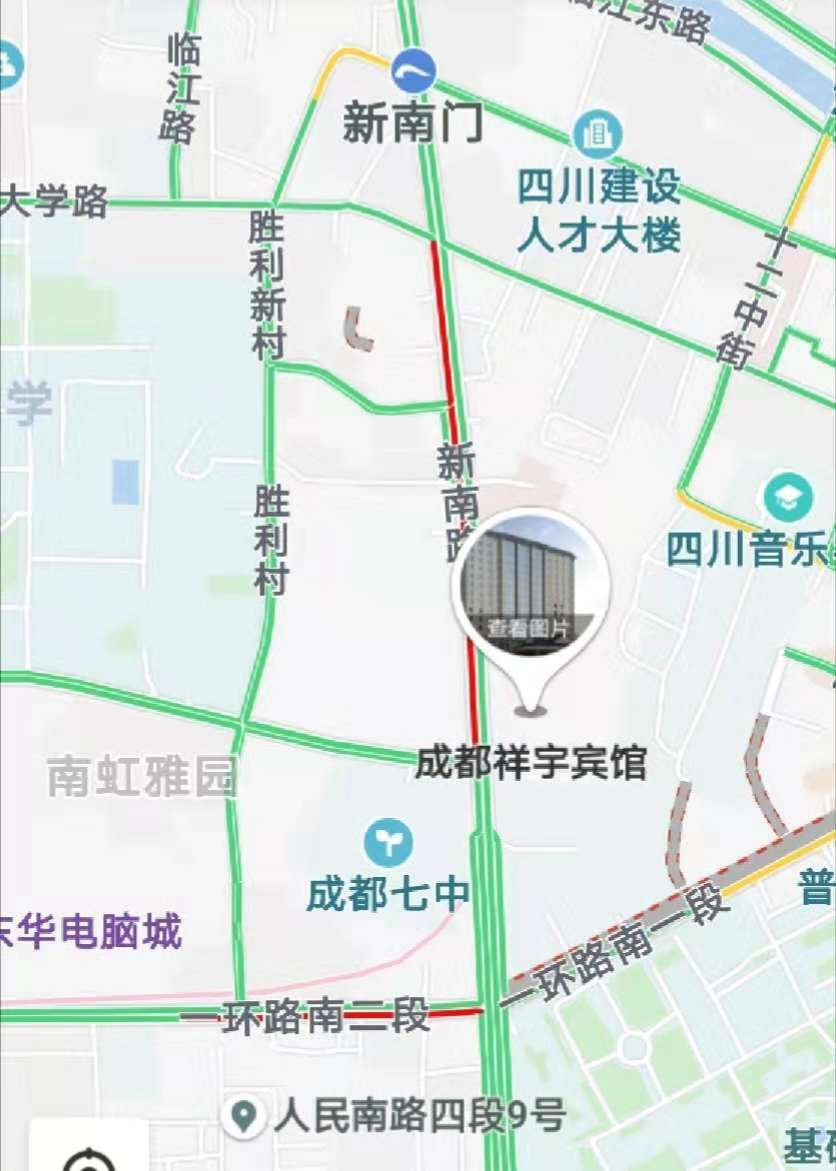 临江东路
临江路
新南门
四川建设
人才大楼
大学路
胜利新村
十二中街
学
新南路
胜利村
四川音乐
查看图片
成都祥宇宾馆
南虹雅园
成都七中
普
东华电脑城
一环路南一段
一环路南二段
人民南路四段9号
基础